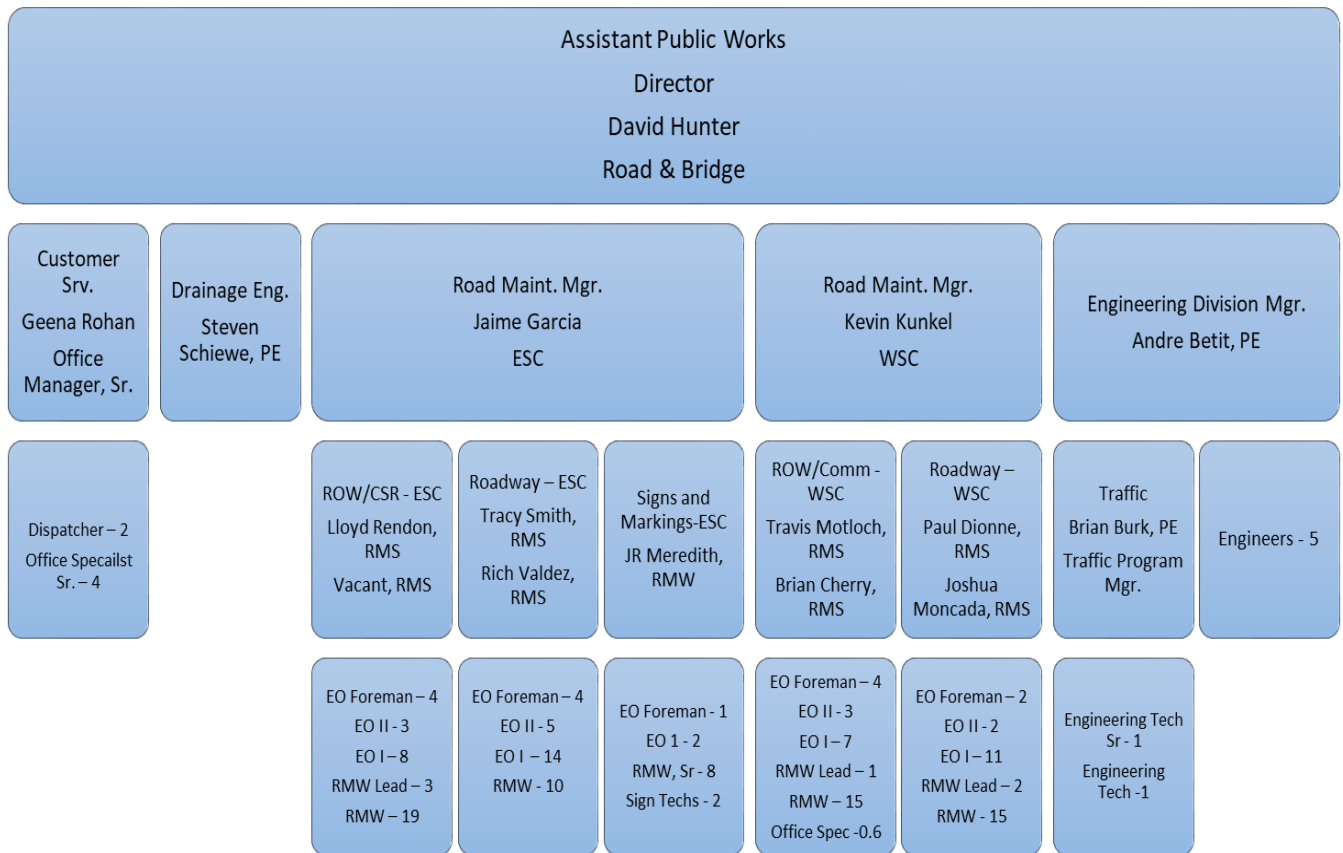 Assistant Public Works
Director
David Hunter
Road & Bridge
Customer
Srv.
Geena Rohan
Office
Manager, Sr.
Drainage Eng.
Steven
Schiewe, PE
Road Maint. Mgr.
Jaime Garcia
ESC
Road Maint. Mgr.
Kevin Kunkel
WSC
Engineering Division Mgr.
Andre Betit, PE
Dispatcher – 2
Office Specailst
Sr. – 4
ROW/CSR - ESC
Lloyd Rendon,
RMS
Vacant, RMS
Roadway – ESC
Tracy Smith,
RMS
Rich Valdez,
RMS
Signs and
Markings-ESC
JR Meredith,
RMW
ROW/Comm -
WSC
Travis Motloch,
RMS
Brian Cherry,
RMS
Roadway –
WSC
Paul Dionne,
RMS
Joshua
Moncada, RMS
Traffic
Brian Burk, PE
Traffic Program
Mgr.
Engineers - 5
EO Foreman – 4
EO II - 3
EO I – 8
RMW Lead – 3
RMW – 19
EO Foreman – 4
EO II - 5
EO I – 14
RMW - 10
EO Foreman - 1
EO 1 - 2
RMW, Sr - 8
Sign Techs - 2
EO Foreman – 4
EO II - 3
EO I – 7
RMW Lead – 1
RMW – 15
Office Spec -0.6
EO Foreman – 2
EO II - 2
EO I – 11
RMW Lead – 2
RMW - 15
Engineering Tech
Sr - 1
Engineering
Tech -1